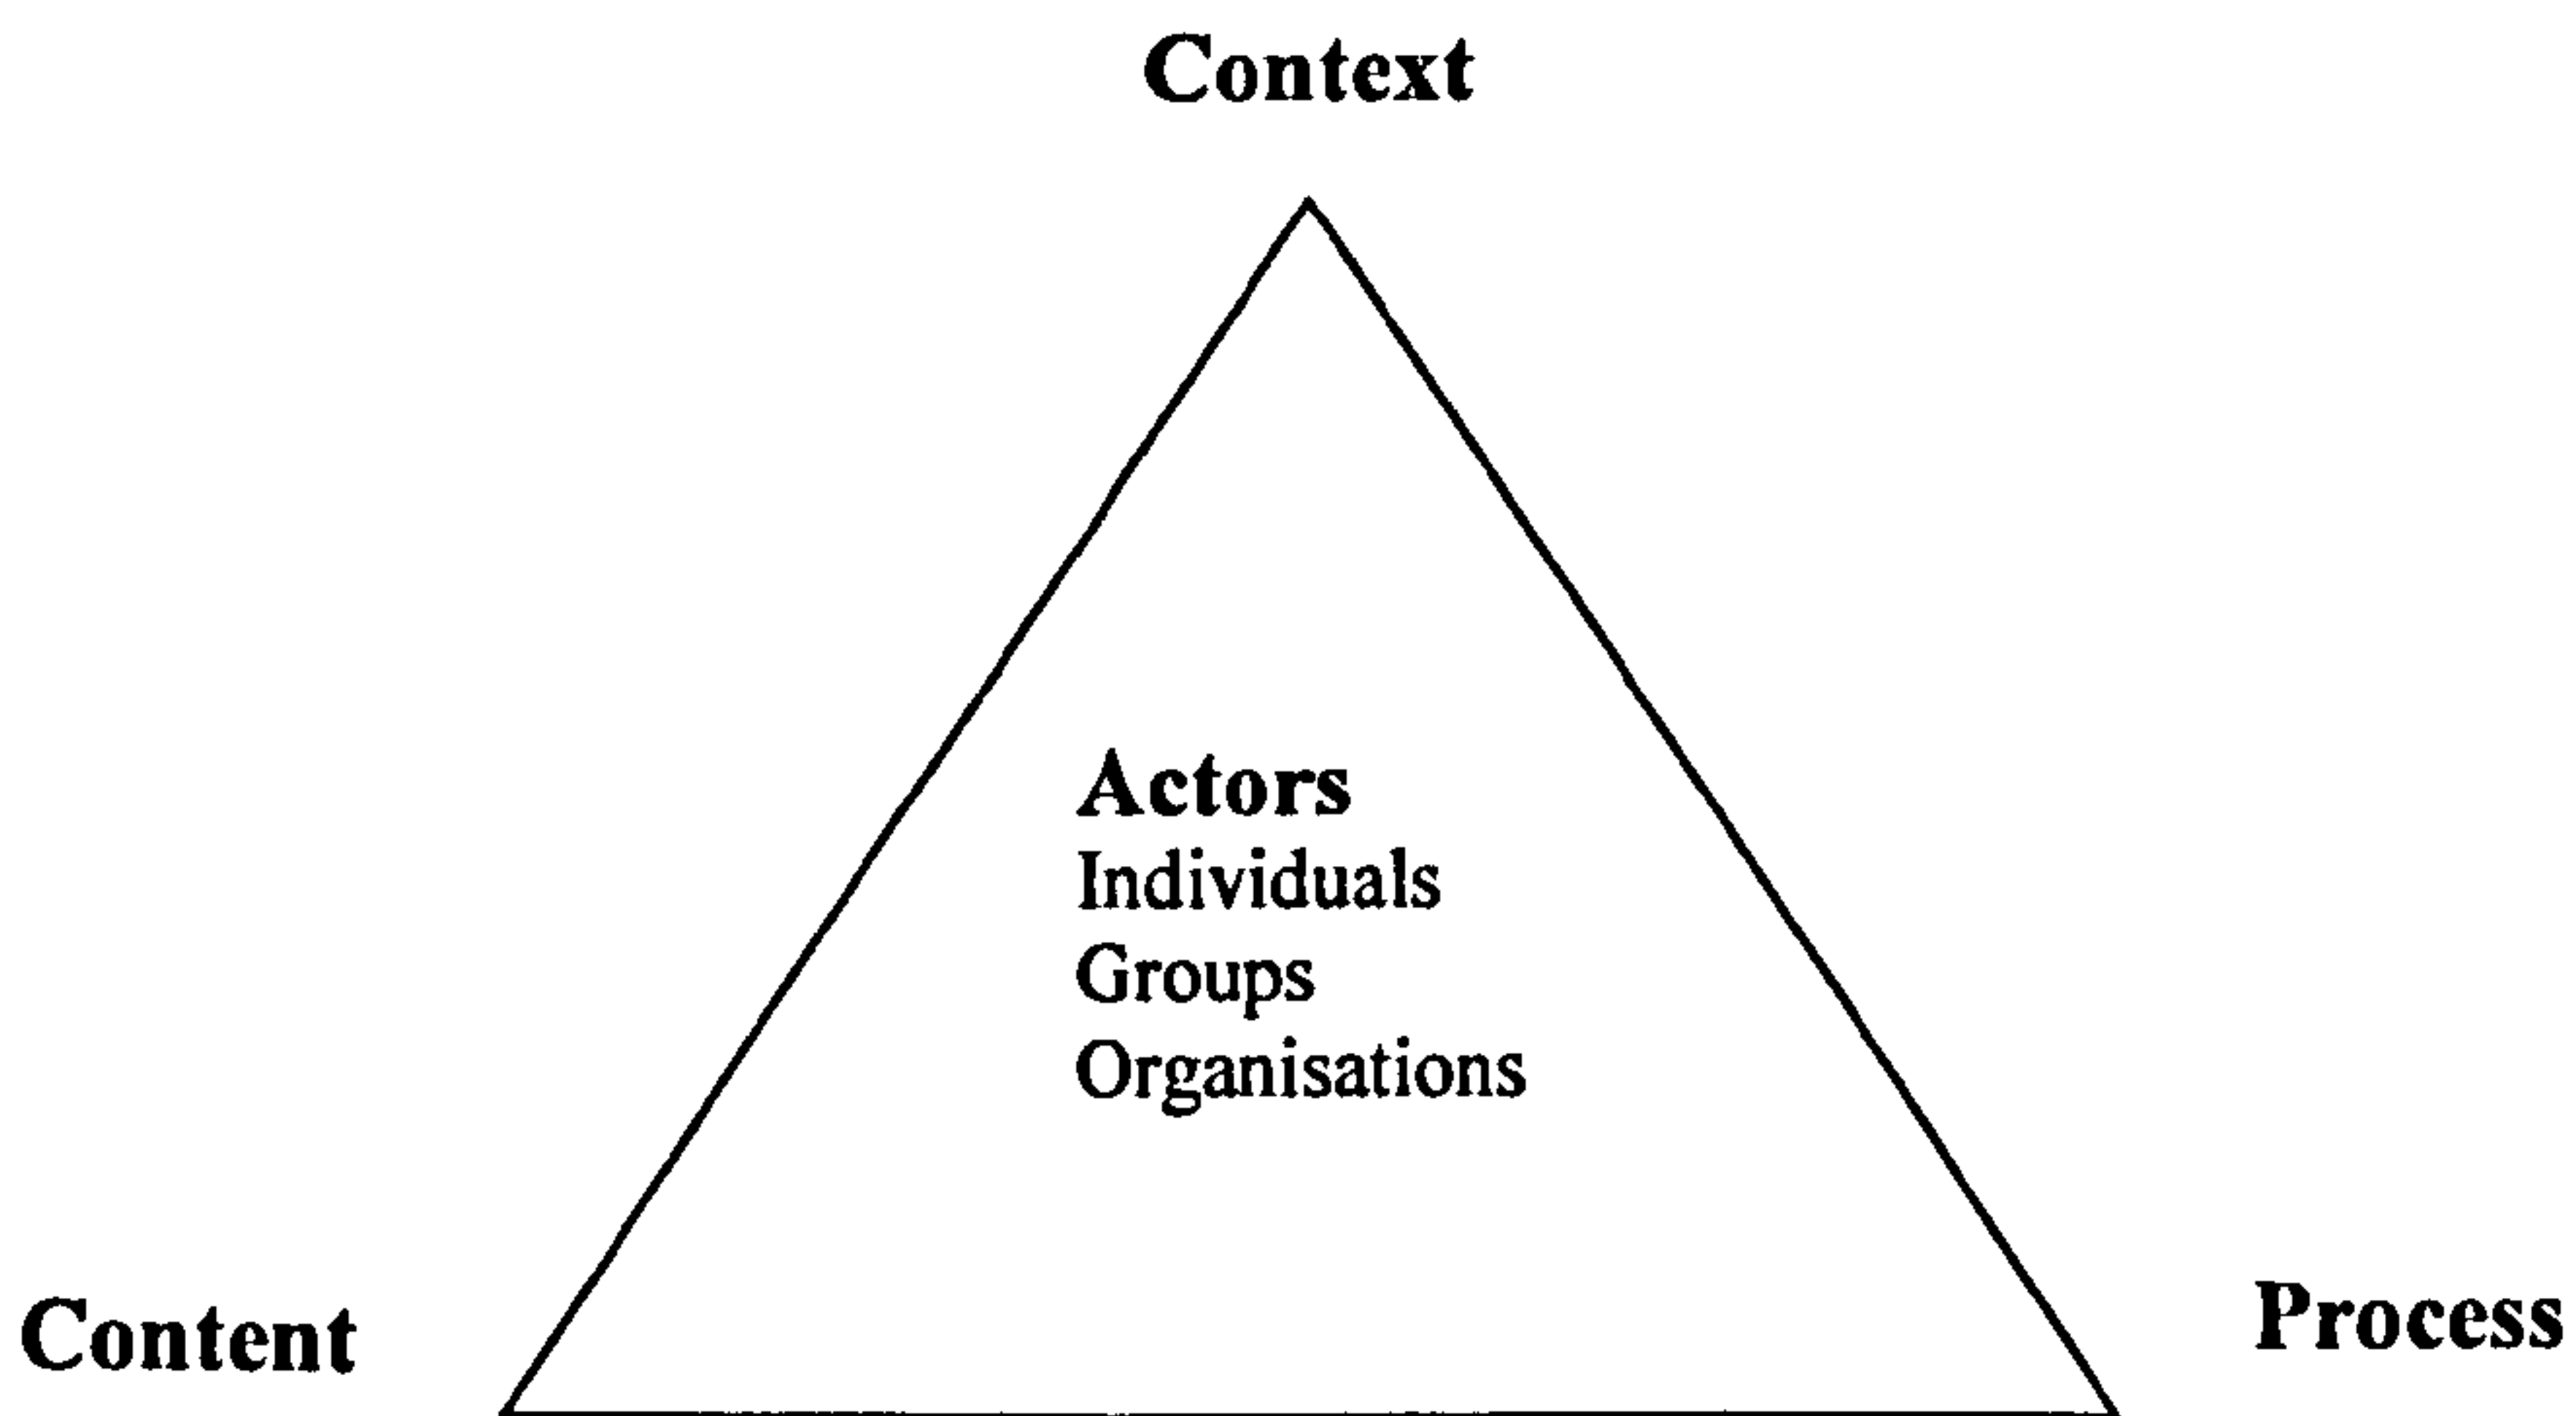 Context
Actors
Individuals
Groups
Organisations
Content
Process